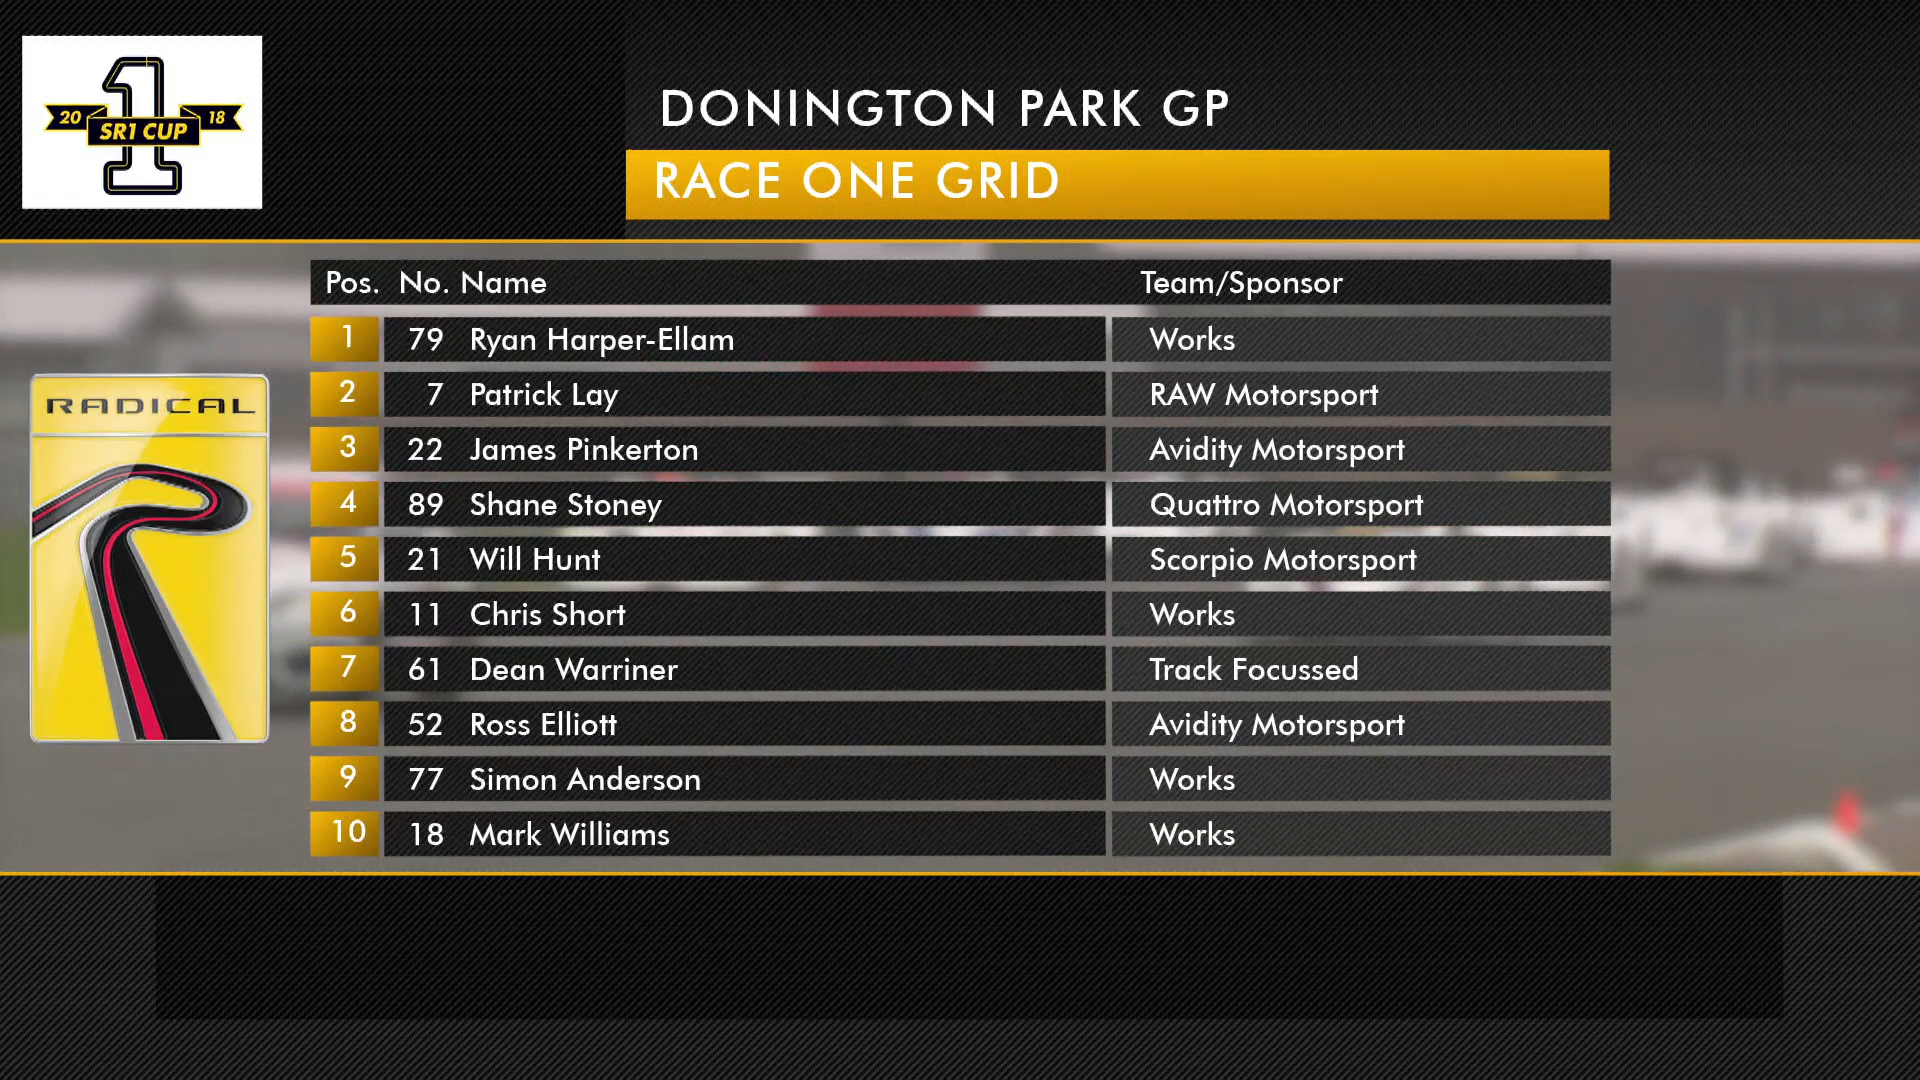 20 SR1 CUP 18
DONINGTON PARK GP
RACE ONE GRID
RADICAL
Pos. No. Name Team/Sponsor
1 79 Ryan Harper-Ellam Works
2 7 Patrick Lay RAW Motorsport
3 22 James Pinkerton Avidity Motorsport
4 89 Shane Stoney Quattro Motorsport
5 21 Will Hunt Scorpio Motorsport
6 11 Chris Short Works
7 61 Dean Warriner Track Focussed
8 52 Ross Elliott Avidity Motorsport
9 77 Simon Anderson Works
10 18 Mark Williams Works